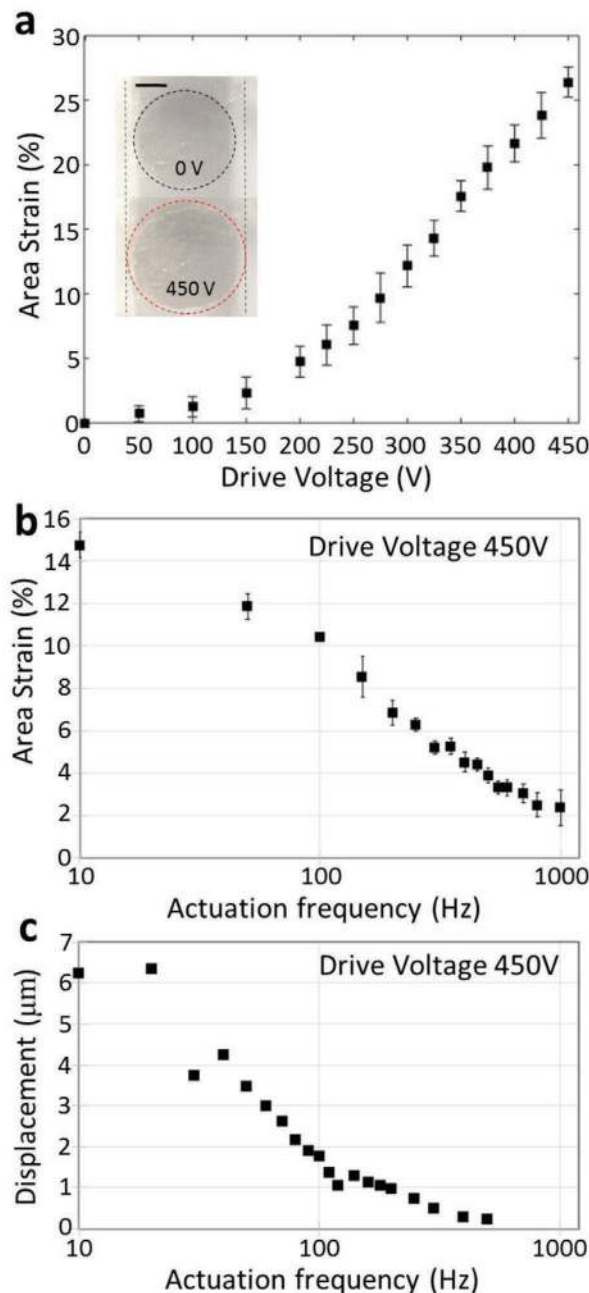 a
30
25
20
15
10
5
0
Area Strain (%)
0 V
450 V
0 50 100 150 200 250 300 350 400 450
Drive Voltage (V)
b
16
14
12
10
8
6
4
2
0
Area Strain (%)
Drive Voltage 450V
10 100 1000
Actuation frequency (Hz)
c
7
6
5
4
3
2
1
0
Displacement (μm)
Drive Voltage 450V
10 100 1000
Actuation frequency (Hz)